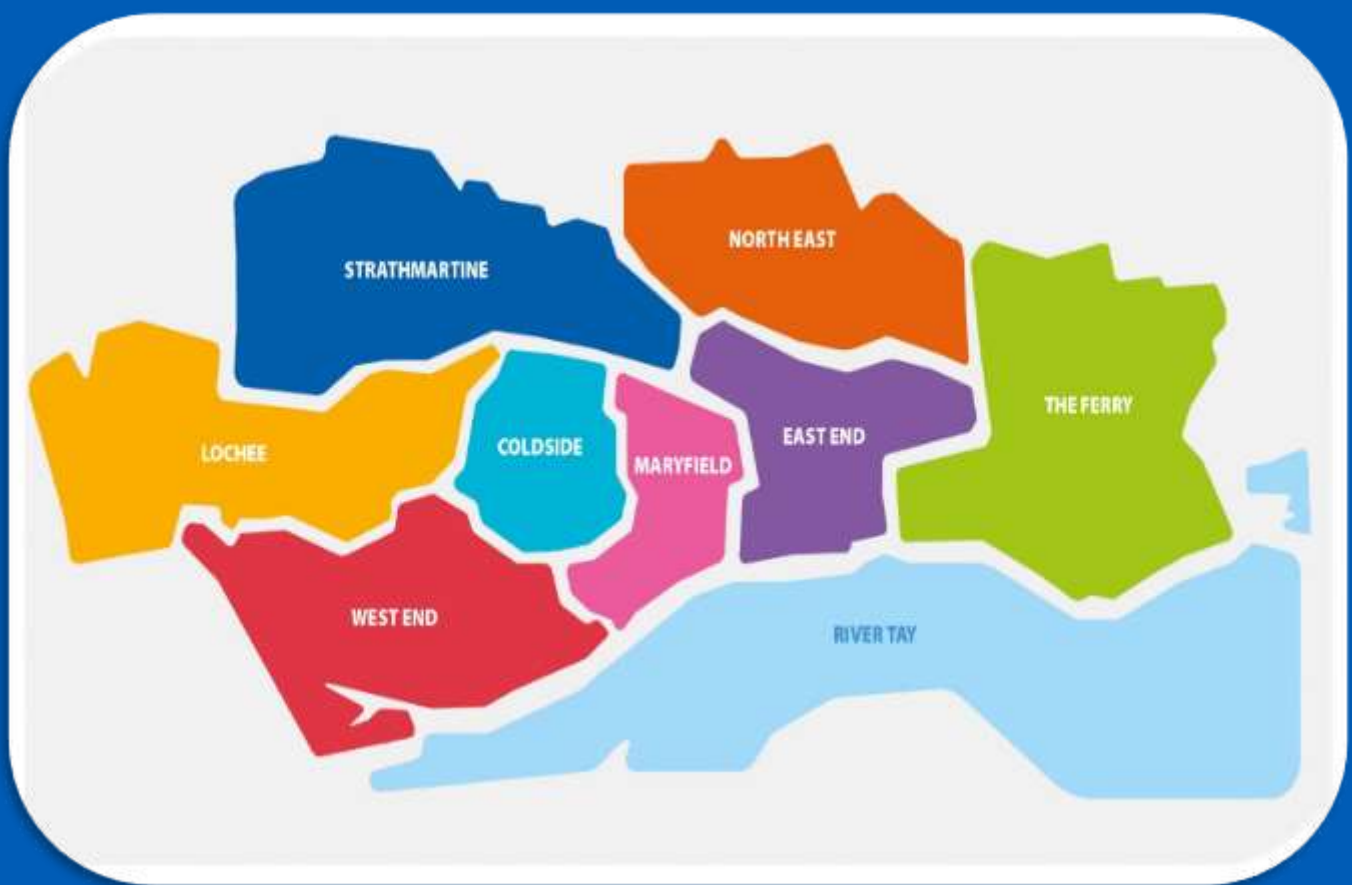 NORTH EAST
STRATHMARTINE
THE FERRY
EAST END
COLDSIDE
LOCHEE
MARYFIELD
WEST END
RIVER TAY